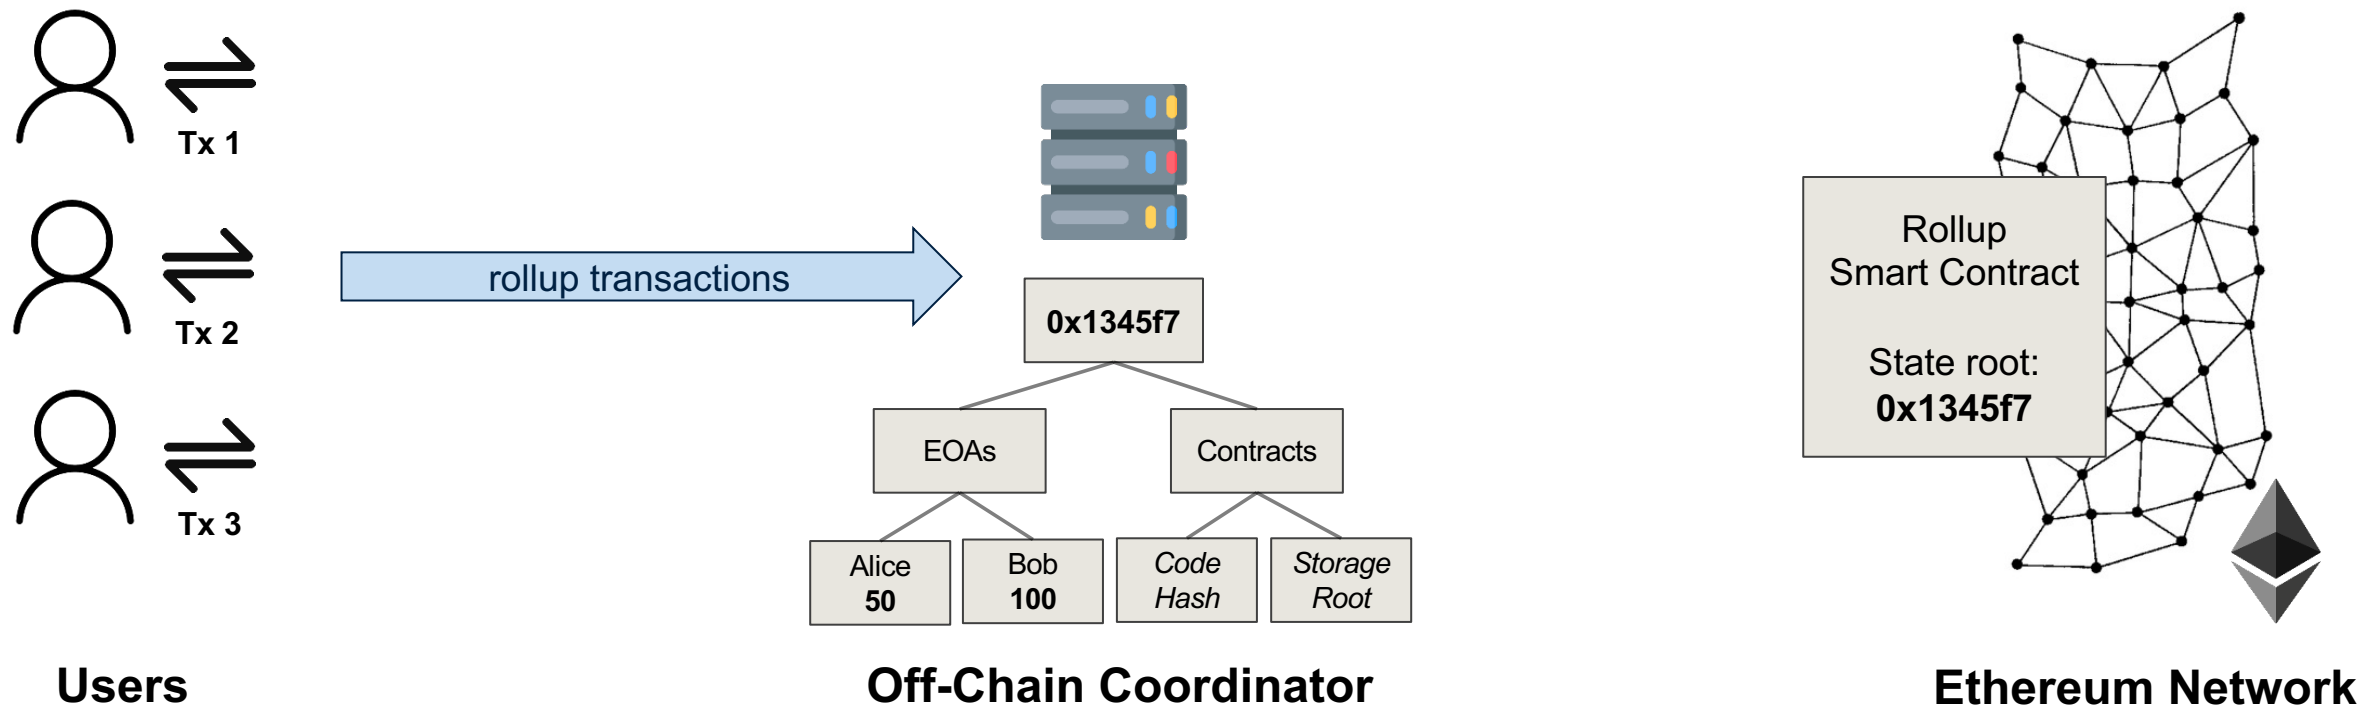 Tx 1
Tx 2
Tx 3
Users
rollup transactions
0x1345f7
EOAs
Contracts
Alice
50
Bob
100
Code
Hash
Storage
Root
Off-Chain Coordinator
Rollup
Smart Contract
State root:
0x1345f7
Ethereum Network